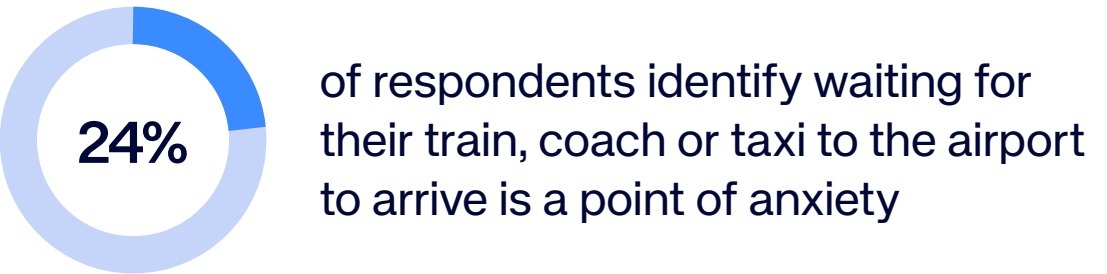 24%
of respondents identify waiting for
their train, coach or taxi to the airport
to arrive is a point of anxiety